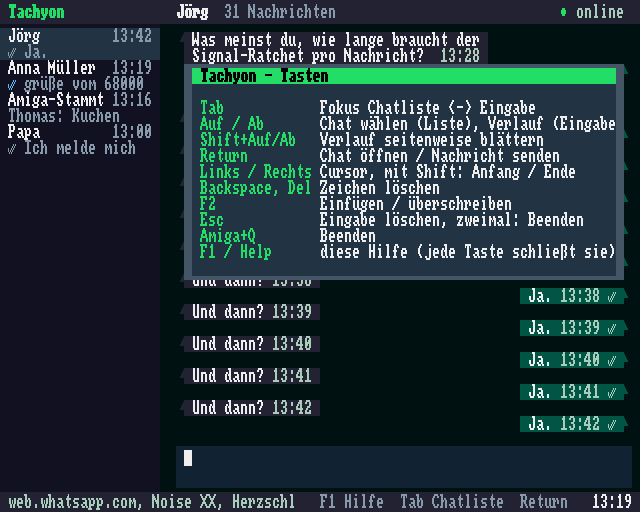 Tachyon
Jörg 31 Nachrichten
online
Jörg 13:42
✓ Ja.
Anna Müller 13:19
✓ grüße vom 68000
Amiga-Stammt 13:16
Thomas: Kuchen
Papa 13:00
✓ Ich melde mich
Was meinst du, wie lange braucht der
Signal-Ratchet pro Nachricht? 13:28
Tachyon - Tasten
Tab Fokus Chatliste <-> Eingabe
Auf / Ab Chat wählen (Liste), Verlauf (Eingabe
Shift+Auf/Ab Verlauf seitenweise blättern
Return Chat öffnen / Nachricht senden
Links / Rechts Cursor, mit Shift: Anfang / Ende
Backspace, Del Zeichen löschen
F2 Einfügen / überschreiben
Esc Eingabe löschen, zweimal: Beenden
Amiga+Q Beenden
F1 / Help diese Hilfe (jede Taste schließt sie)
Und dann? 13:38
Ja. 13:38 ✓
Und dann? 13:39
Ja. 13:39 ✓
Und dann? 13:40
Ja. 13:40 ✓
Und dann? 13:41
Ja. 13:41 ✓
Und dann? 13:42
Ja. 13:42 ✓
web.whatsapp.com, Noise XX, Herzschl F1 Hilfe Tab Chatliste Return 13:19